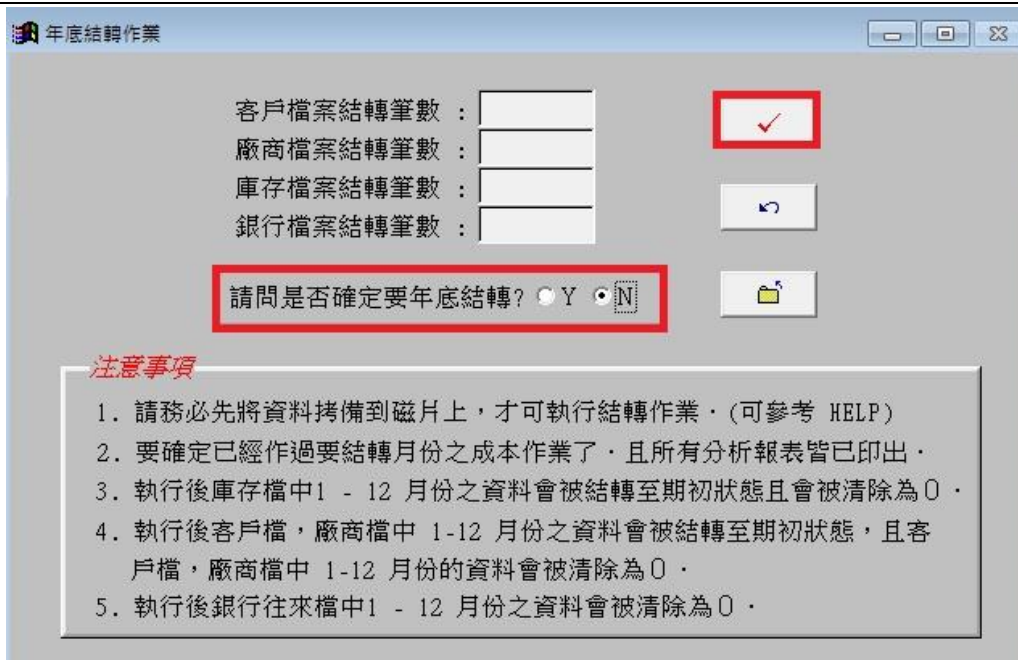 年底結轉作業
客戶檔案結轉筆數 :
廠商檔案結轉筆數 :
庫存檔案結轉筆數 :
銀行檔案結轉筆數 :
請問是否確定要年底結轉? Y N
注意事項
1. 請務必先將資料拷備到磁片上，才可執行結轉作業．(可參考 HELP)
2. 要確定已經作過要結轉月份之成本作業了．且所有分析報表皆已印出．
3. 執行後庫存檔中1 - 12 月份之資料會被結轉至期初狀態且會被清除為０．
4. 執行後客戶檔，廠商檔中 1-12 月份之資料會被結轉至期初狀態，且客
戶檔，廠商檔中 1-12 月份的資料會被清除為０．
5. 執行後銀行往來檔中1 - 12 月份之資料會被清除為０．